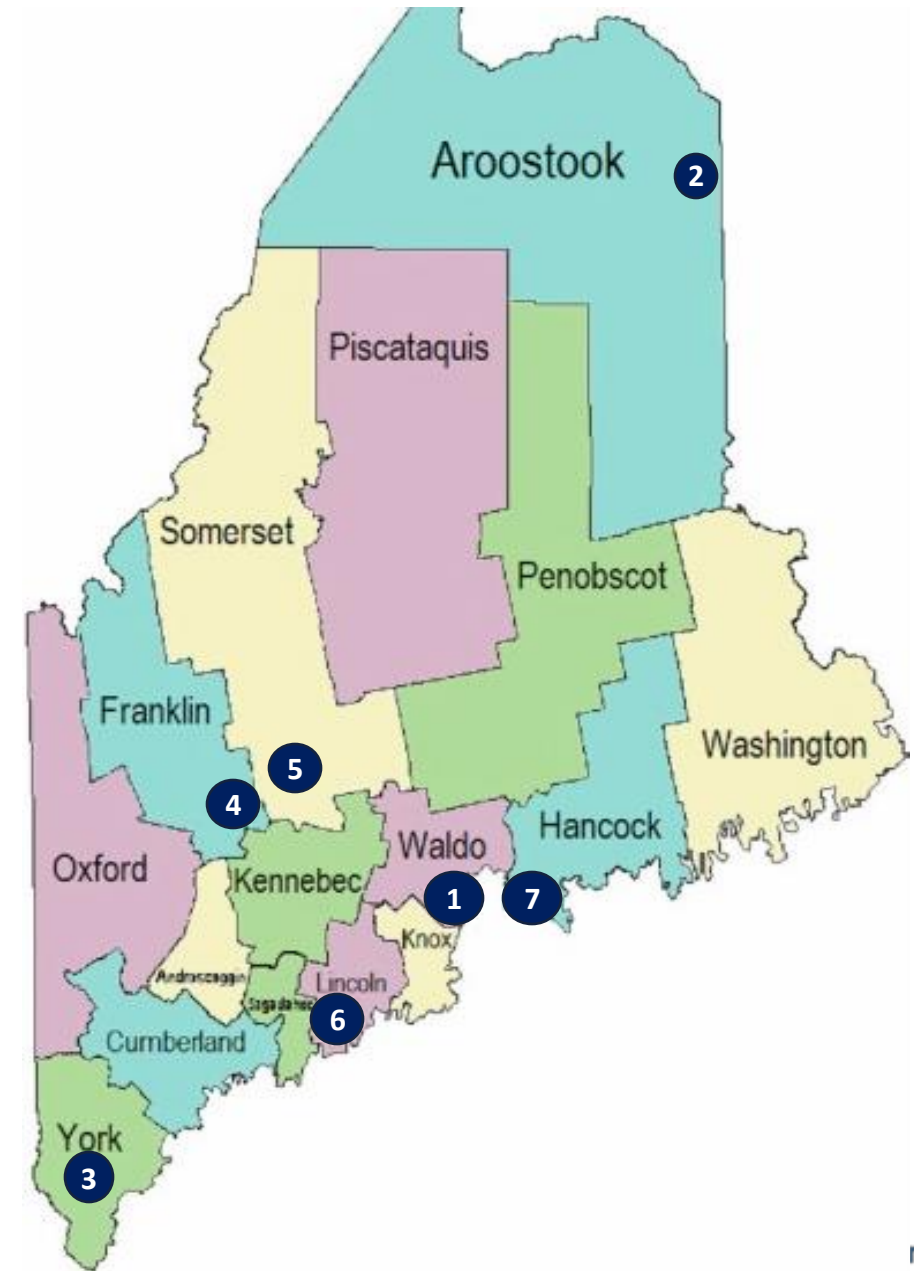 Aroostook
2
Piscataquis
Somerset
Penobscot
Franklin
Washington
5
4
Hancock
Waldo
Oxford
Kennebec
1
7
Knox
Androscoggin
Lincoln
Sagadahoc
6
Cumberland
York
3